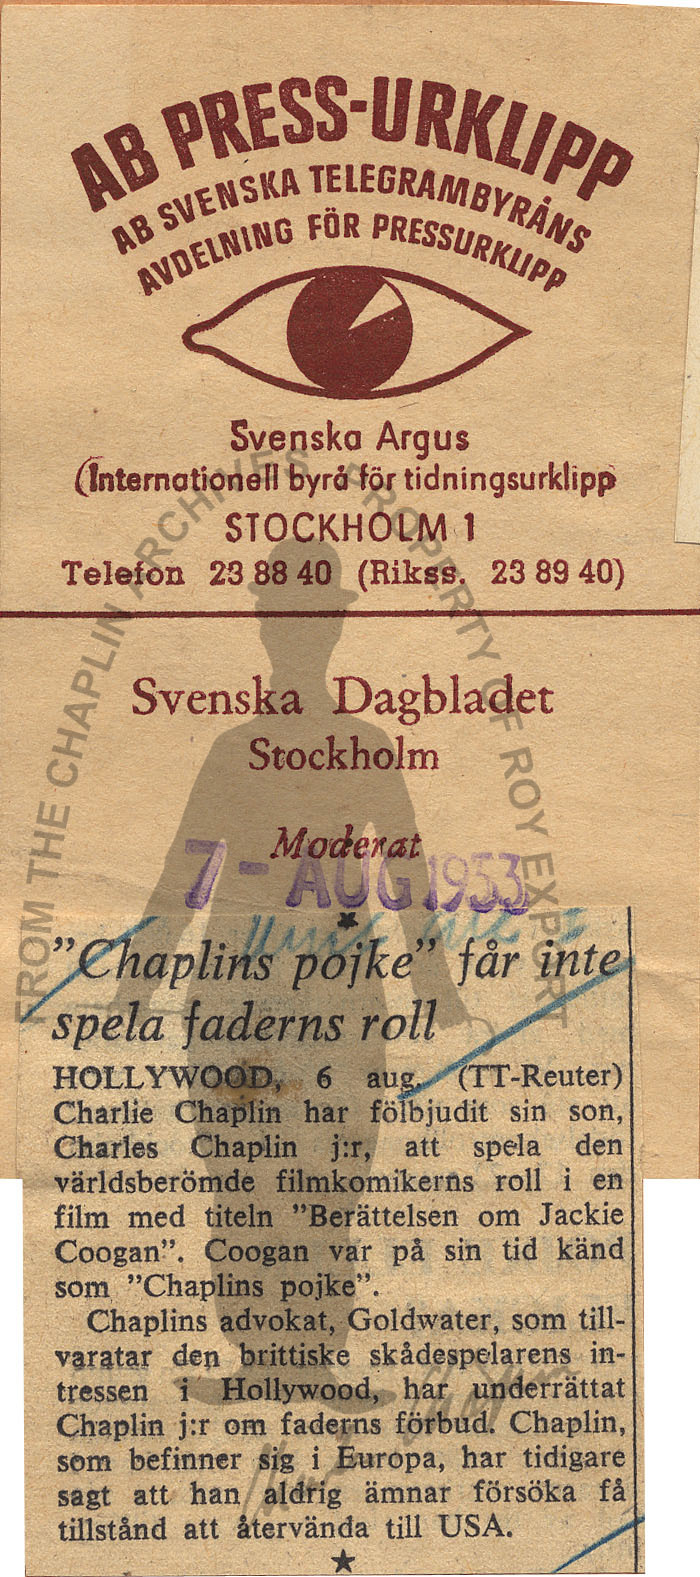 AB PRESS-URKLIPP
AB SVENSKA TELEGRAMBYRÅNS
AVDELNING FÖR PRESSURKLIPP
Svenska Argus
(Internationell byrå för tidningsurklipp
STOCKHOLM 1
Telefon 23 88 40 (Rikss. 23 89 40)
FROM THE CHAPLIN ARCHIVES PROPERTY OF ROY EXPORT
Svenska Dagbladet
Stockholm
Moderat
7 - AUG 1953
"Chaplins pojke" får inte
spela faderns roll
HOLLYWOOD, 6 aug. (TT-Reuter)
Charlie Chaplin har fölbjudit sin son,
Charles Chaplin j:r, att spela den
världsberömde filmkomikerns roll i en
film med titeln "Berättelsen om Jackie
Coogan". Coogan var på sin tid känd
som "Chaplins pojke".
Chaplins advokat, Goldwater, som till-
varatar den brittiske skådespelarens in-
tressen i Hollywood, har underrättat
Chaplin j:r om faderns förbud. Chaplin,
som befinner sig i Europa, har tidigare
sagt att han aldrig ämnar försöka få
tillstånd att återvända till USA.